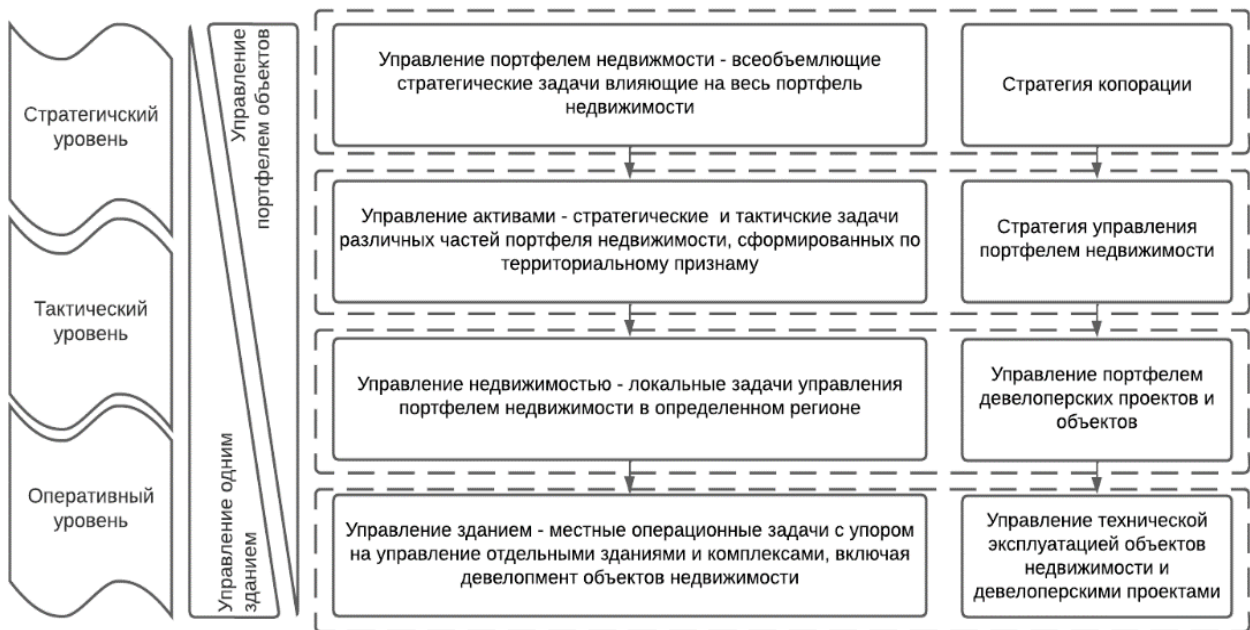 Стратегичский
уровень
Тактический
уровень
Оперативный
уровень
Управление
портфелем объектов
Управление одним
зданием
Управление портфелем недвижмости - всеобъемлющие
стратегические задачи влияющие на весь портфель
недвижимости
Стратегия копорации
Управление активами - стратегические и тактичские задачи
различных частей портфеля недвижимости, сформированных по
территориальному признаму
Стратегия управления
портфелем недвижимости
Управление недвижимостью - локальные задачи управления
портфелем недвижимости в определенном регионе
Управление портфелем
девелоперских проектов и
объектов
Управление зданием - местные операционные задачи с упором
на управление отдельными зданиями и комплексами, включая
девелопмент объектов недвижимости
Управление технической
эксплуатацией объектов
недвижимости и
девелоперскими проектами